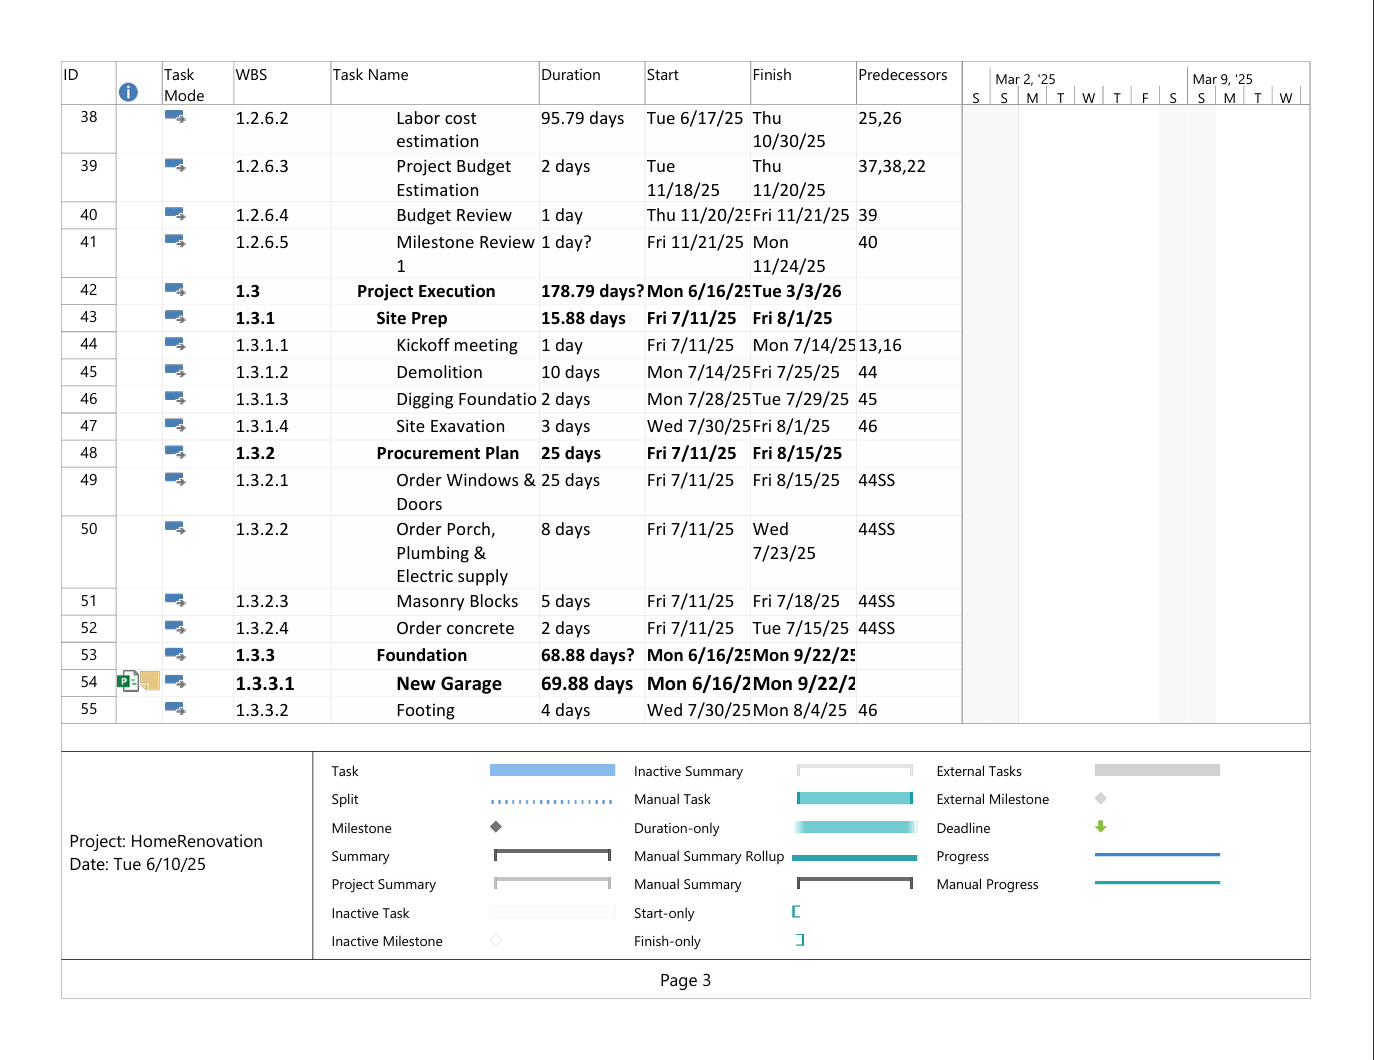 ID Task Mode WBS Task Name Duration Start Finish Predecessors Mar 2, '25 Mar 9, '25
S S M T W T F S S M T W
38 1.2.6.2 Labor cost estimation 95.79 days Tue 6/17/25 Thu 10/30/25 25,26
39 1.2.6.3 Project Budget Estimation 2 days Tue 11/18/25 Thu 11/20/25 37,38,22
40 1.2.6.4 Budget Review 1 day Thu 11/20/25 Fri 11/21/25 39
41 1.2.6.5 Milestone Review 1 1 day? Fri 11/21/25 Mon 11/24/25 40
42 1.3 Project Execution 178.79 days? Mon 6/16/25 Tue 3/3/26
43 1.3.1 Site Prep 15.88 days Fri 7/11/25 Fri 8/1/25
44 1.3.1.1 Kickoff meeting 1 day Fri 7/11/25 Mon 7/14/25 13,16
45 1.3.1.2 Demolition 10 days Mon 7/14/25 Fri 7/25/25 44
46 1.3.1.3 Digging Foundatio 2 days Mon 7/28/25 Tue 7/29/25 45
47 1.3.1.4 Site Exavation 3 days Wed 7/30/25 Fri 8/1/25 46
48 1.3.2 Procurement Plan 25 days Fri 7/11/25 Fri 8/15/25
49 1.3.2.1 Order Windows & Doors 25 days Fri 7/11/25 Fri 8/15/25 44SS
50 1.3.2.2 Order Porch, Plumbing & Electric supply 8 days Fri 7/11/25 Wed 7/23/25 44SS
51 1.3.2.3 Masonry Blocks 5 days Fri 7/11/25 Fri 7/18/25 44SS
52 1.3.2.4 Order concrete 2 days Fri 7/11/25 Tue 7/15/25 44SS
53 1.3.3 Foundation 68.88 days? Mon 6/16/25 Mon 9/22/25
54 1.3.3.1 New Garage 69.88 days Mon 6/16/2 Mon 9/22/2
55 1.3.3.2 Footing 4 days Wed 7/30/25 Mon 8/4/25 46
Project: HomeRenovation
Date: Tue 6/10/25
Task
Split
Milestone
Summary
Project Summary
Inactive Task
Inactive Milestone
Inactive Summary
Manual Task
Duration-only
Manual Summary Rollup
Manual Summary
Start-only
Finish-only
External Tasks
External Milestone
Deadline
Progress
Manual Progress
Page 3